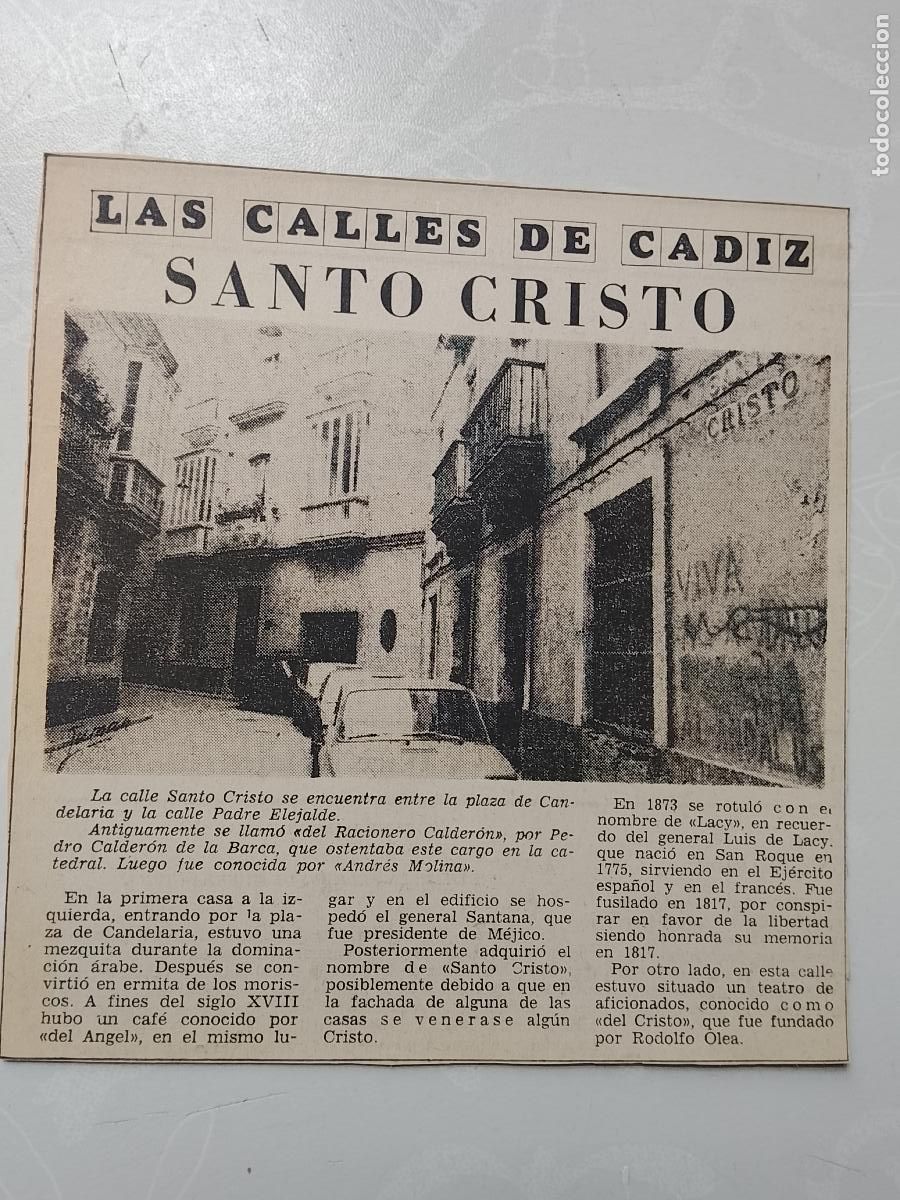 todocoleccion
LAS CALLES DE CADIZ
SANTO CRISTO
SANTO
CRISTO
VIVA
La calle Santo Cristo se encuentra entre la plaza de Can-
delaria y la calle Padre Elejalde.
Antiguamente se llamó «del Racionero Calderón», por Pe-
dro Calderón de la Barca, que ostentaba este cargo en la ca-
tedral. Luego fue conocida por «Andrés Molina».
En la primera casa a la iz-
quierda, entrando por la pla-
za de Candelaria, estuvo una
mezquita durante la domina-
ción árabe. Después se con-
virtió en ermita de los moris-
cos. A fines del siglo XVIII
hubo un café conocido por
«del Angel», en el mismo lu-
gar y en el edificio se hos-
pedó el general Santana, que
fue presidente de Méjico.
Posteriormente adquirió el
nombre de «Santo Cristo»,
posiblemente debido a que en
la fachada de alguna de las
casas se venerase algún
Cristo.
En 1873 se rotuló con el
nombre de «Lacy», en recuer-
do del general Luis de Lacy.
que nació en San Roque en
1775, sirviendo en el Ejército
español y en el francés. Fue
fusilado en 1817, por conspi-
rar en favor de la libertad
siendo honrada su memoria
en 1817.
Por otro lado, en esta calle
estuvo situado un teatro de
aficionados, conocido como
«del Cristo», que fue fundado
por Rodolfo Olea.